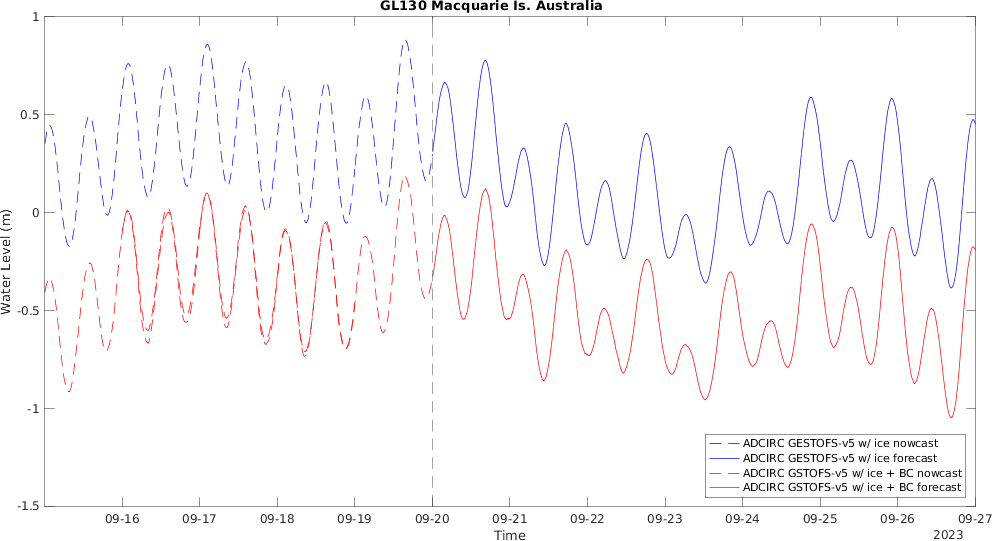 GL130 Macquarie Is. Australia
Water Level (m)
1
0.5
0
-0.5
-1
-1.5
ADCIRC GESTOFS-v5 w/ ice nowcast
ADCIRC GESTOFS-v5 w/ ice forecast
ADCIRC GSTOFS-v5 w/ ice + BC nowcast
ADCIRC GSTOFS-v5 w/ ice + BC forecast
09-16 09-17 09-18 09-19 09-20 09-21 09-22 09-23 09-24 09-25 09-26 09-27
Time
2023